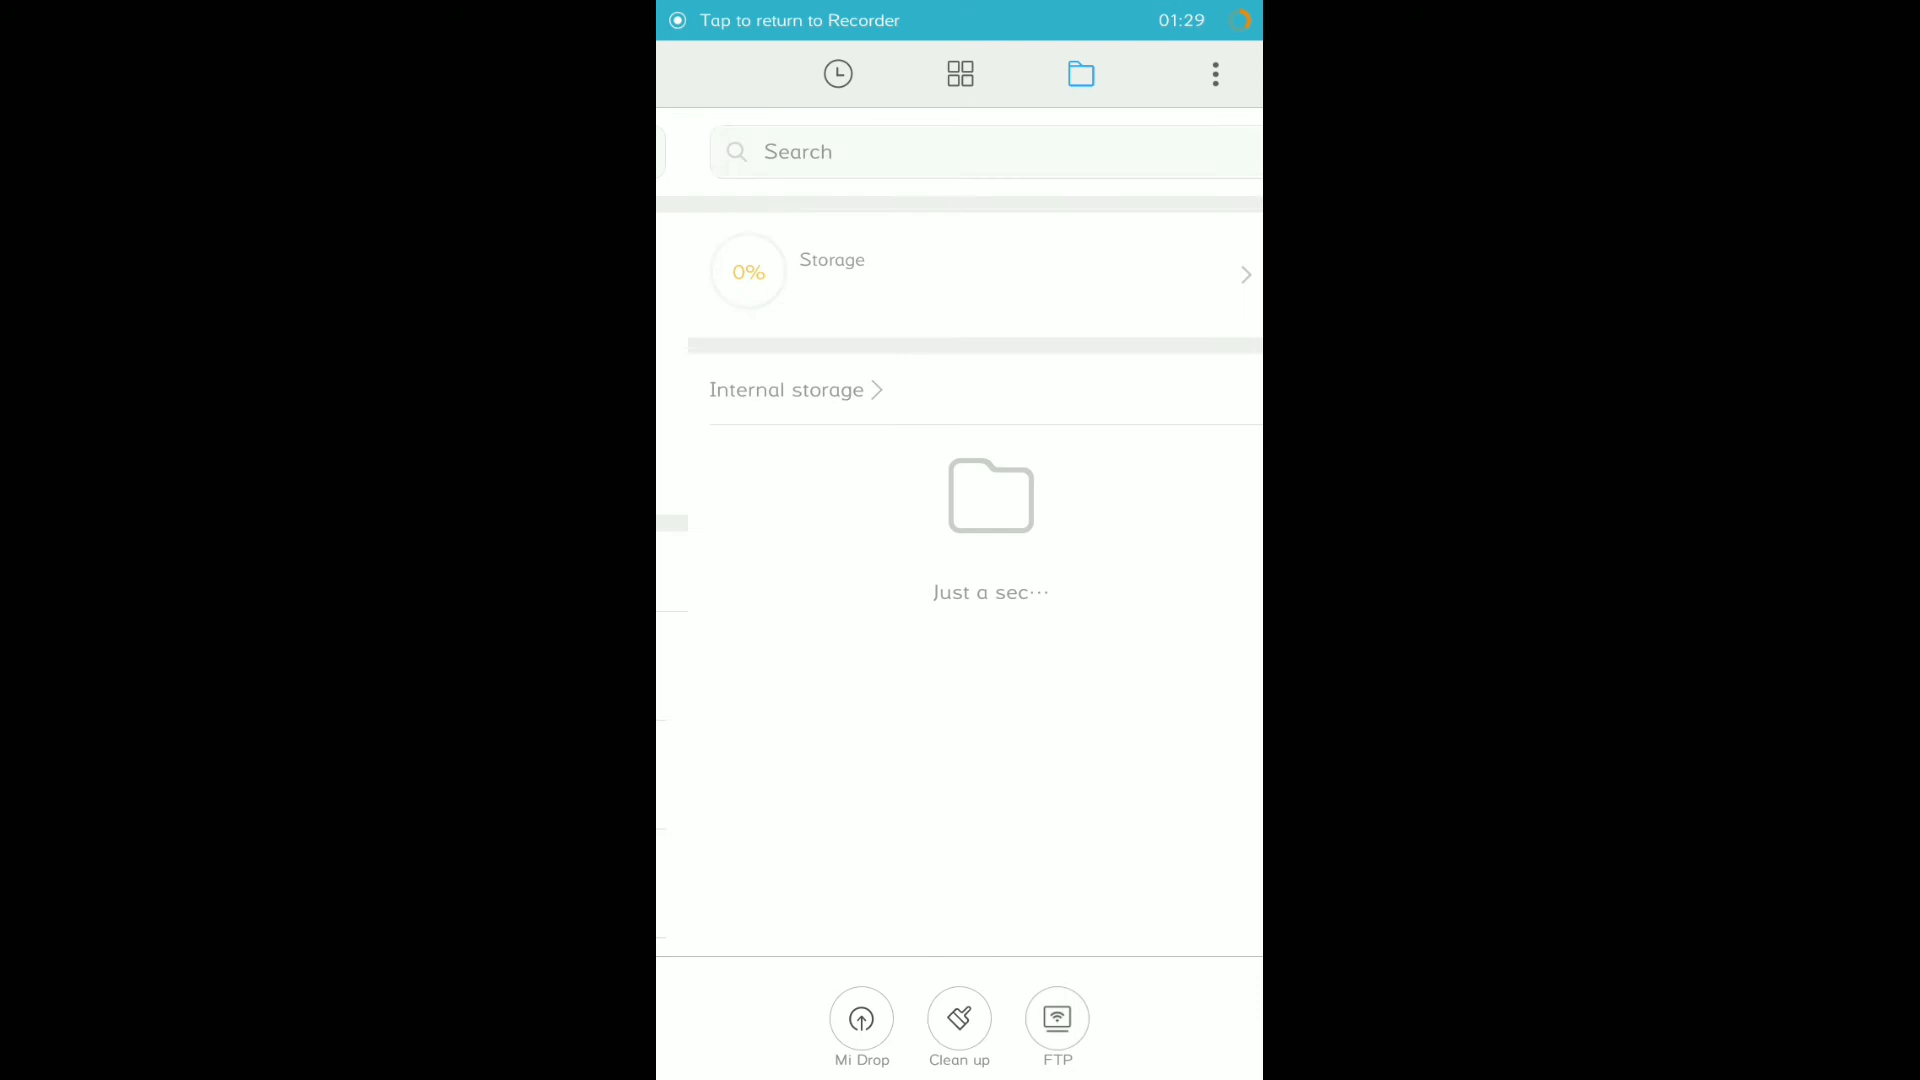 Tap to return to Recorder 01:29
Search
0% Storage
Internal storage
Just a sec...
Mi Drop Clean up FTP